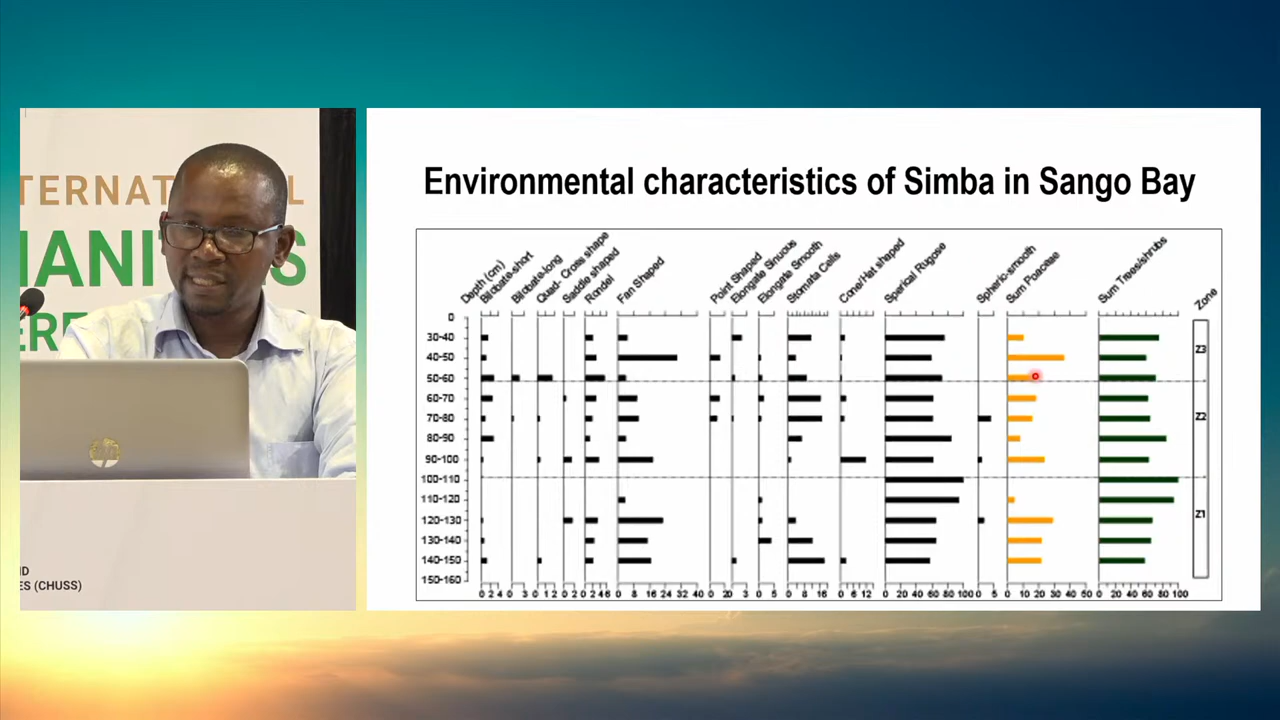 TERNAT
L
IANI
S
ERE
ND
ES (CHUSS)
hp
Environmental characteristics of Simba in Sango Bay
Depth (cm)
Bilobate-short
Bilobate-long
Quad- Cross shape
Saddle shaped
Rondel
Fan Shaped
Point Shaped
Elongate Sinuous
Elongate Smooth
Stomata Cells
Cone/Hat shaped
Sperical Rugose
Spheric-smooth
Sum Poaceae
Sum Trees/shrubs
Zone
0
30-40
40-50
50-60
60-70
70-80
80-90
90-100
100-110
110-120
120-130
130-140
140-150
150-160
Z3
Z2
Z1
0 2 4 0 3 0 1 2 0 2 0 2 4 6 0 8 16 24 32 40 0 2 0 3 0 5 0 8 16 0 6 12 0 20 40 60 80 100 0 5 0 10 20 30 40 50 0 20 40 60 80 100